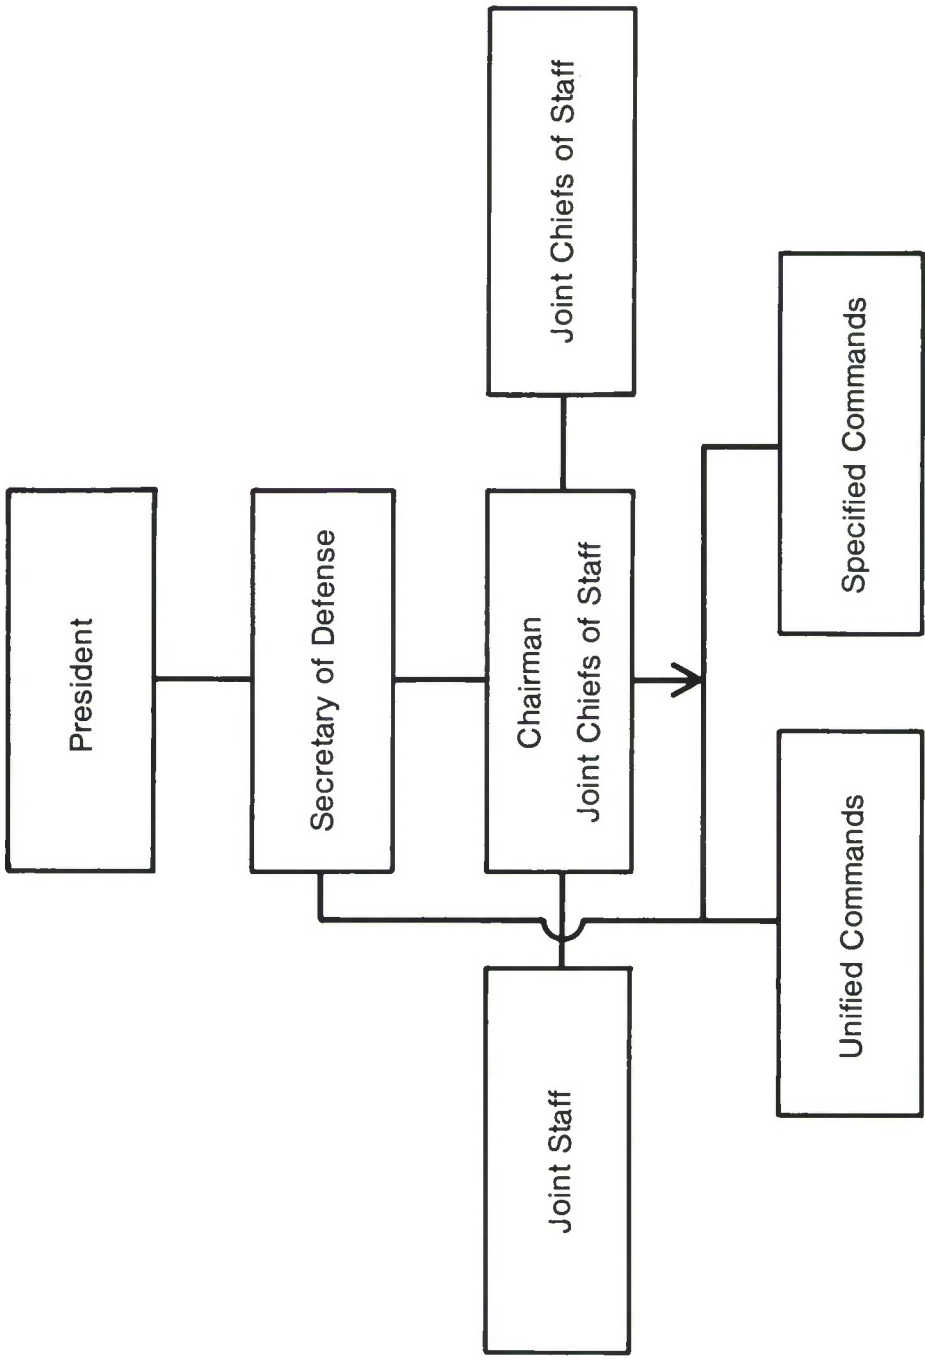 President
Secretary of Defense
Joint Staff
Chairman
Joint Chiefs of Staff
Joint Chiefs of Staff
Unified Commands
Specified Commands